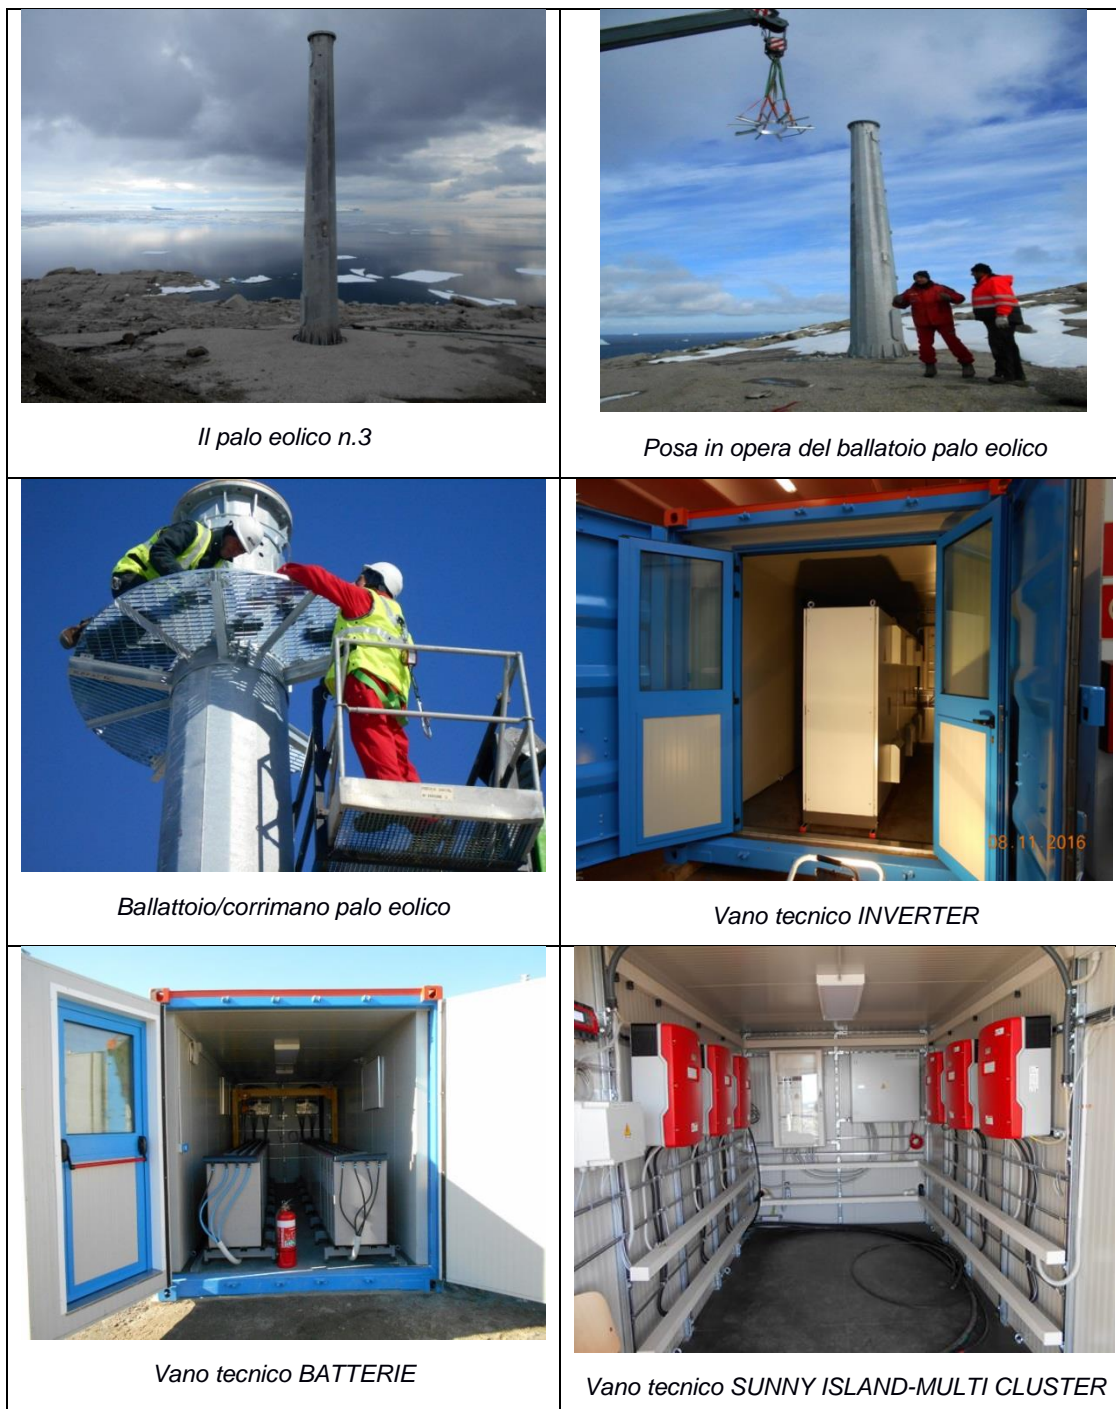 Il palo eolico n.3
Posa in opera del ballatoio palo eolico
Ballattoio/corrimano palo eolico
08.11.2016
Vano tecnico INVERTER
Vano tecnico BATTERIE
Vano tecnico SUNNY ISLAND-MULTI CLUSTER